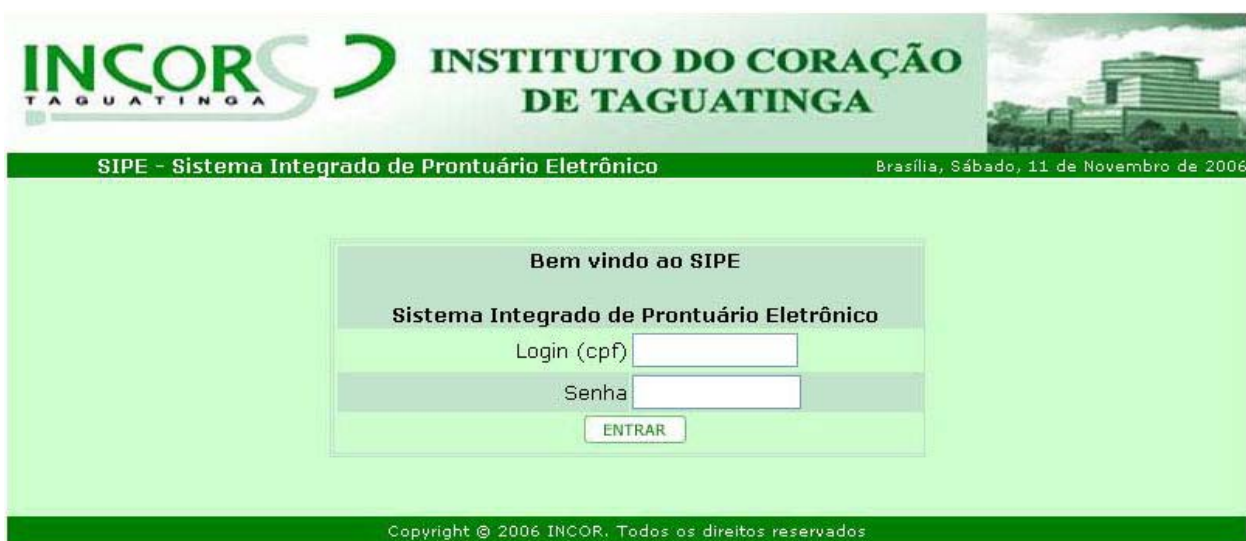 INCOR
TAGUATINGA
INSTITUTO DO CORAÇÃO
DE TAGUATINGA
SIPE - Sistema Integrado de Prontuário Eletrônico
Brasília, Sábado, 11 de Novembro de 2006
Bem vindo ao SIPE
Sistema Integrado de Prontuário Eletrônico
Login (cpf)
Senha
ENTRAR
Copyright @ 2006 INCOR. Todos os direitos reservados